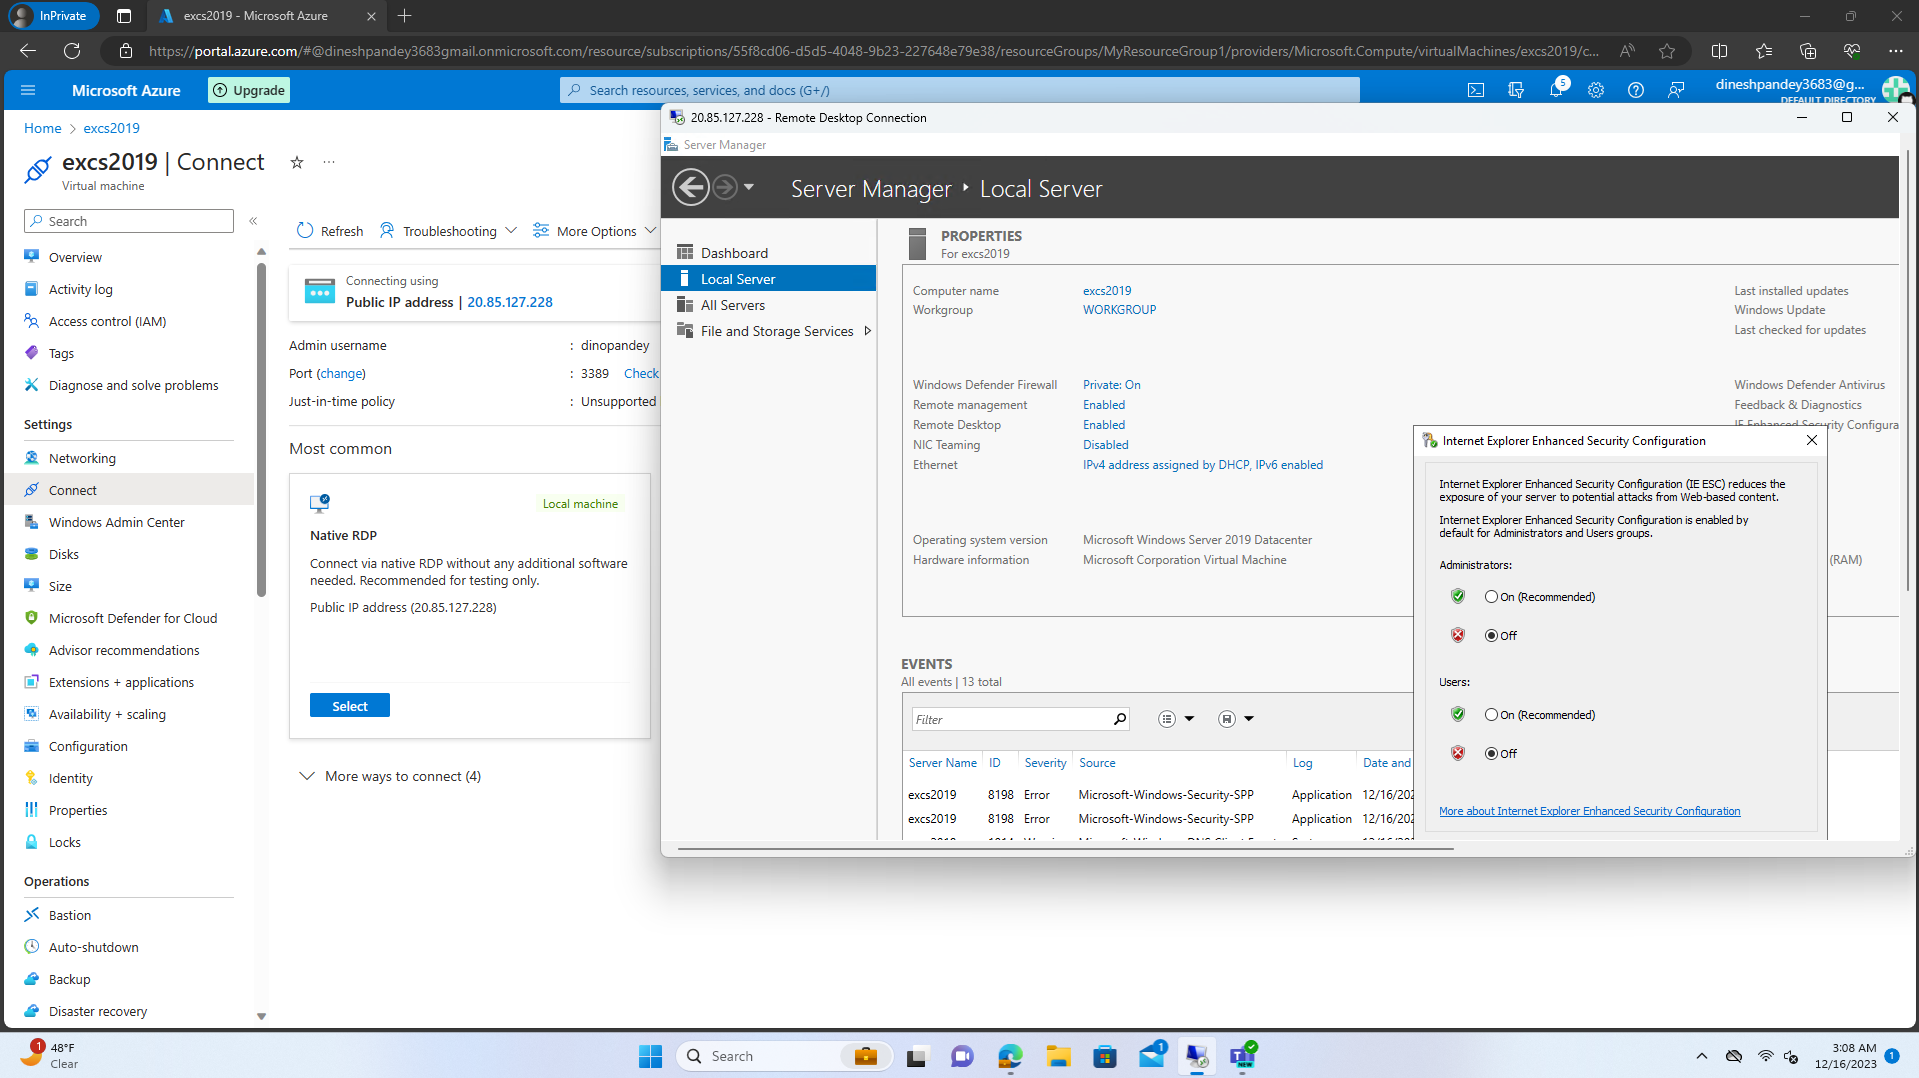 InPrivate
excs2019 - Microsoft Azure
https://portal.azure.com/#@dineshpandey3683gmail.onmicrosoft.com/resource/subscriptions/55f8cd06-d5d5-4048-9b23-227648e79e38/resourceGroups/MyResourceGroup1/providers/Microsoft.Compute/virtualMachines/excs2019/c...
Microsoft Azure
Upgrade
Search resources, services, and docs (G+/)
5
dineshpandey3683@g...
DEFAULT DIRECTORY
Home > excs2019
excs2019 | Connect
Virtual machine
Search
Overview
Activity log
Access control (IAM)
Tags
Diagnose and solve problems
Settings
Networking
Connect
Windows Admin Center
Disks
Size
Microsoft Defender for Cloud
Advisor recommendations
Extensions + applications
Availability + scaling
Configuration
Identity
Properties
Locks
Operations
Bastion
Auto-shutdown
Backup
Disaster recovery
Refresh
Troubleshooting
More Options
Connecting using
Public IP address | 20.85.127.228
Admin username : dinopandey
Port (change) : 3389 Check
Just-in-time policy : Unsupported
Most common
Local machine
Native RDP
Connect via native RDP without any additional software
needed. Recommended for testing only.
Public IP address (20.85.127.228)
Select
More ways to connect (4)
20.85.127.228 - Remote Desktop Connection
Server Manager
Server Manager ‣ Local Server
Dashboard
Local Server
All Servers
File and Storage Services
PROPERTIES
For excs2019
Computer name excs2019
Workgroup WORKGROUP
Last installed updates
Windows Update
Last checked for updates
Windows Defender Firewall Private: On
Remote management Enabled
Remote Desktop Enabled
NIC Teaming Disabled
Ethernet IPv4 address assigned by DHCP, IPv6 enabled
Windows Defender Antivirus
Feedback & Diagnostics
IE Enhanced Security Configura
Operating system version Microsoft Windows Server 2019 Datacenter
Hardware information Microsoft Corporation Virtual Machine
(RAM)
EVENTS
All events | 13 total
Filter
Server Name ID Severity Source Log Date and
excs2019 8198 Error Microsoft-Windows-Security-SPP Application 12/16/202
excs2019 8198 Error Microsoft-Windows-Security-SPP Application 12/16/202
Internet Explorer Enhanced Security Configuration
Internet Explorer Enhanced Security Configuration (IE ESC) reduces the
exposure of your server to potential attacks from Web-based content.
Internet Explorer Enhanced Security Configuration is enabled by
default for Administrators and Users groups.
Administrators:
On (Recommended)
Off
Users:
On (Recommended)
Off
More about Internet Explorer Enhanced Security Configuration
1
48°F
Clear
Search
1
NEW
3:08 AM
12/16/2023
1